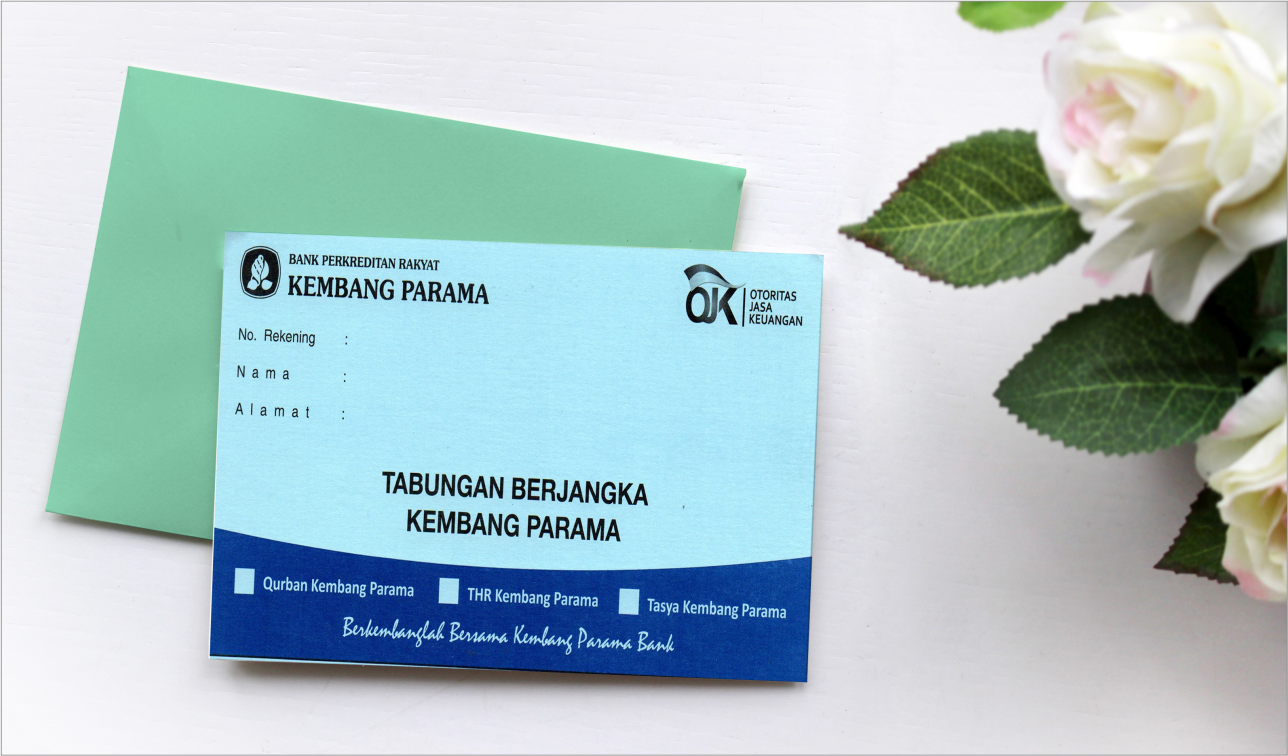 BANK PERKREDITAN RAKYAT
KEMBANG PARAMA
OJK
OTORITAS
JASA
KEUANGAN
No. Rekening :
Nama :
Alamat :
TABUNGAN BERJANGKA
KEMBANG PARAMA
Qurban Kembang Parama
THR Kembang Parama
Tasya Kembang Parama
Berkembanglah Bersama Kembang Parama Bank